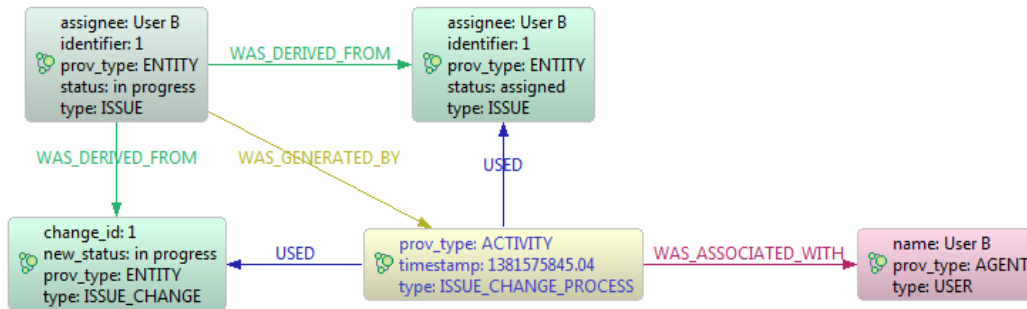 assignee: User B
identifier: 1
prov_type: ENTITY
status: in progress
type: ISSUE
WAS_DERIVED_FROM
assignee: User B
identifier: 1
prov_type: ENTITY
status: assigned
type: ISSUE
WAS_DERIVED_FROM
WAS_GENERATED_BY
USED
change_id: 1
new_status: in progress
prov_type: ENTITY
type: ISSUE_CHANGE
USED
prov_type: ACTIVITY
timestamp: 1381575845.04
type: ISSUE_CHANGE_PROCESS
WAS_ASSOCIATED_WITH
name: User B
prov_type: AGENT
type: USER